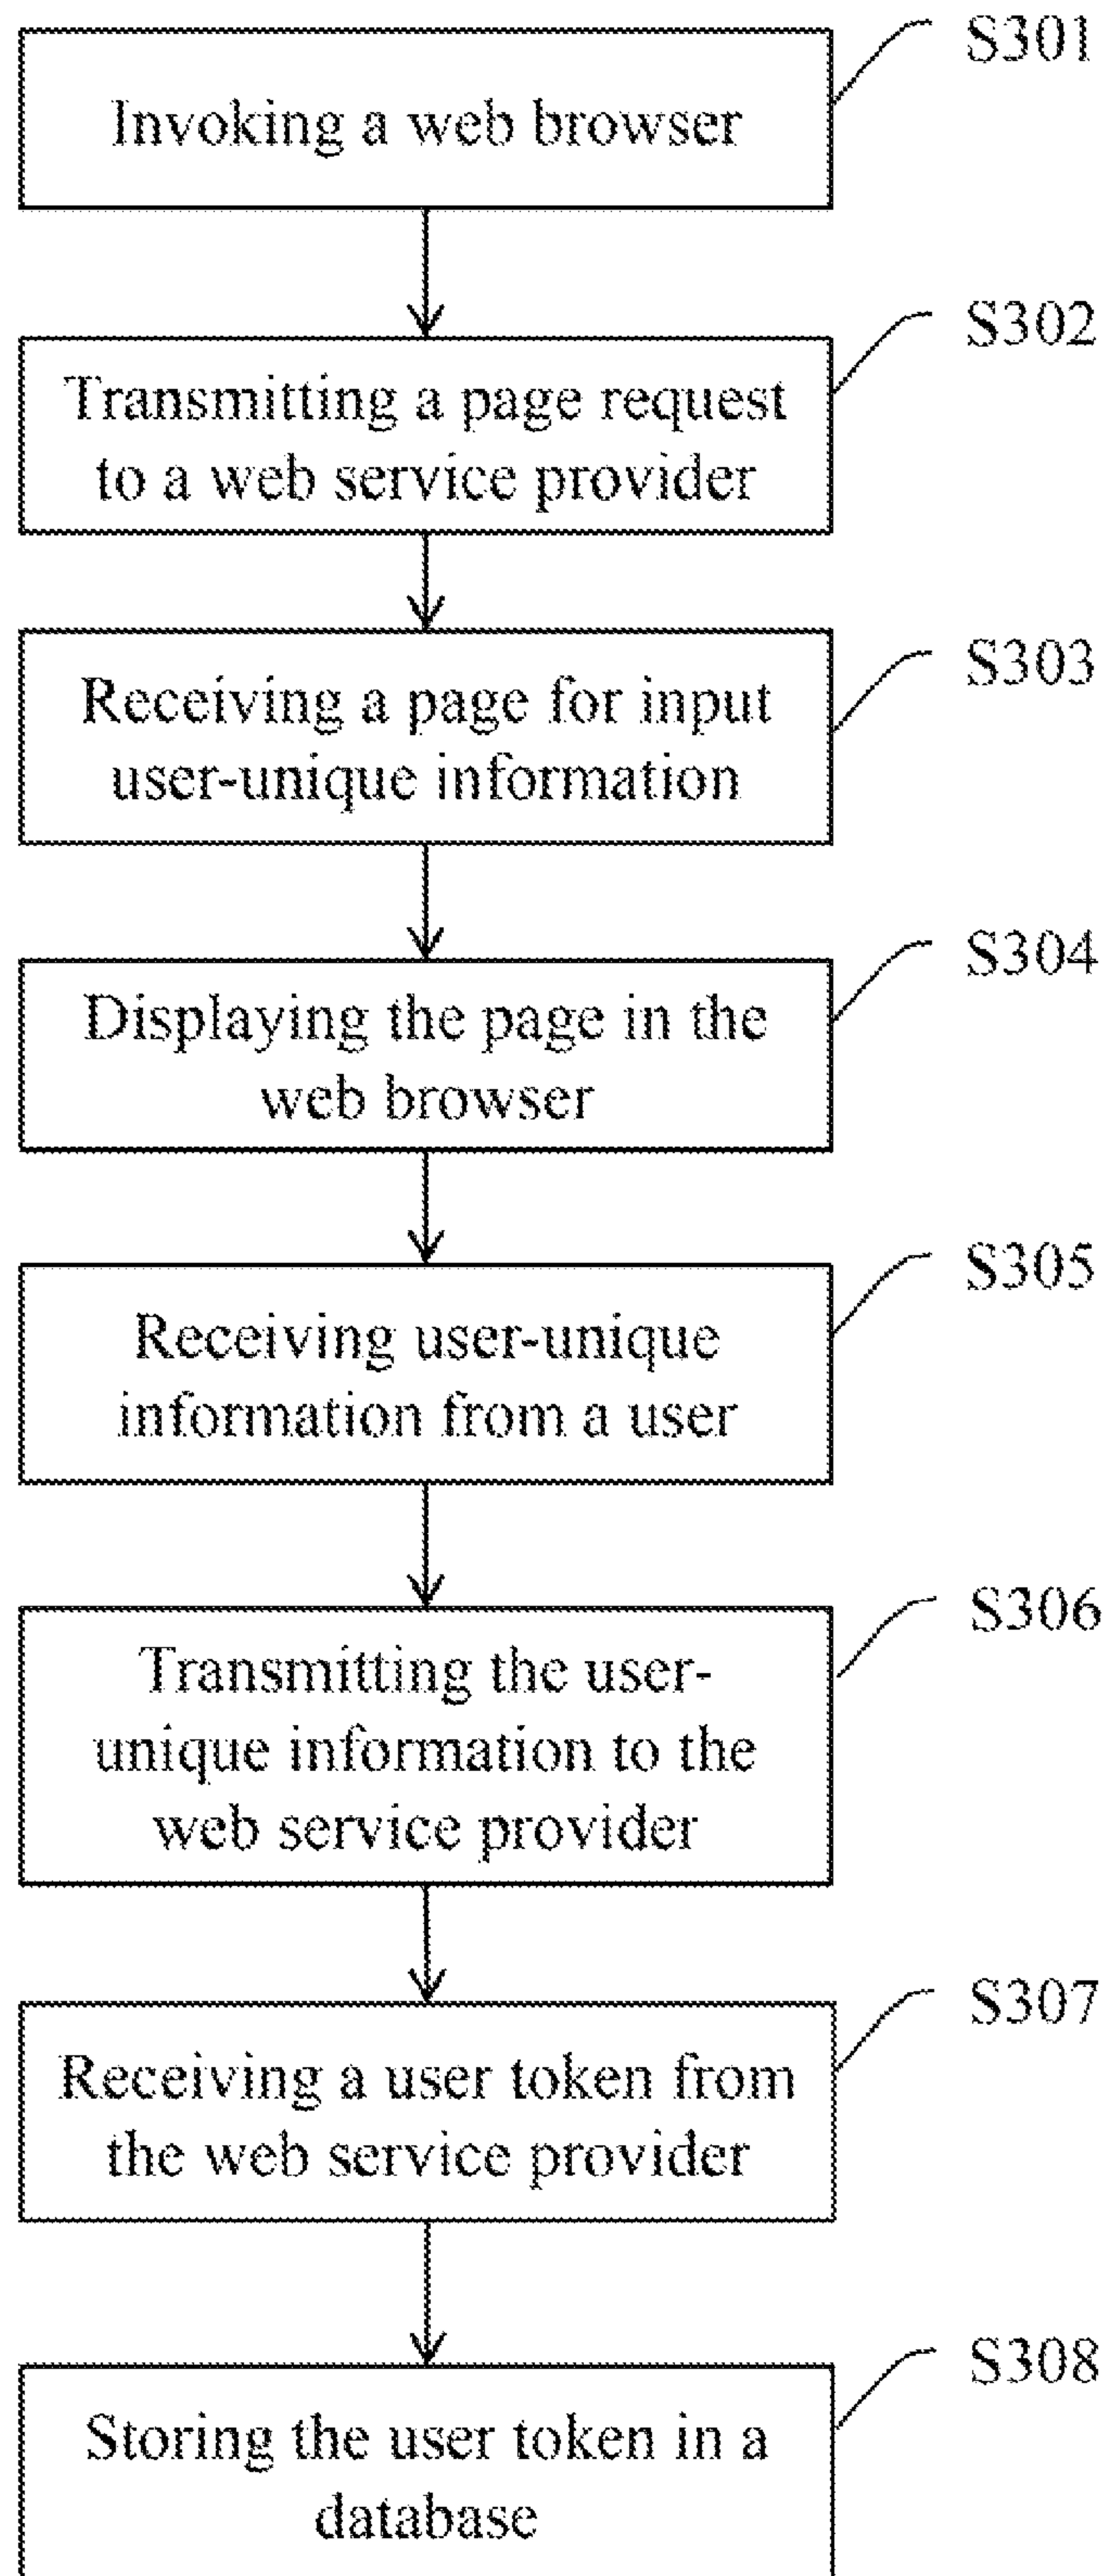 S301
Invoking a web browser
S302
Transmitting a page request
to a web service provider
S303
Receiving a page for input
user-unique information
S304
Displaying the page in the
web browser
S305
Receiving user-unique
information from a user
S306
Transmitting the user-
unique information to the
web service provider
S307
Receiving a user token from
the web service provider
S308
Storing the user token in a
database